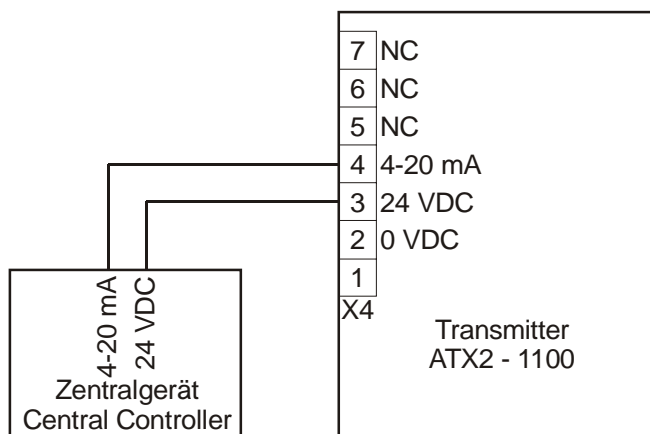 7 NC
6 NC
5 NC
4 4-20 mA
3 24 VDC
2 0 VDC
1
X4
Transmitter
ATX2 - 1100
4-20 mA
24 VDC
Zentralgerät
Central Controller